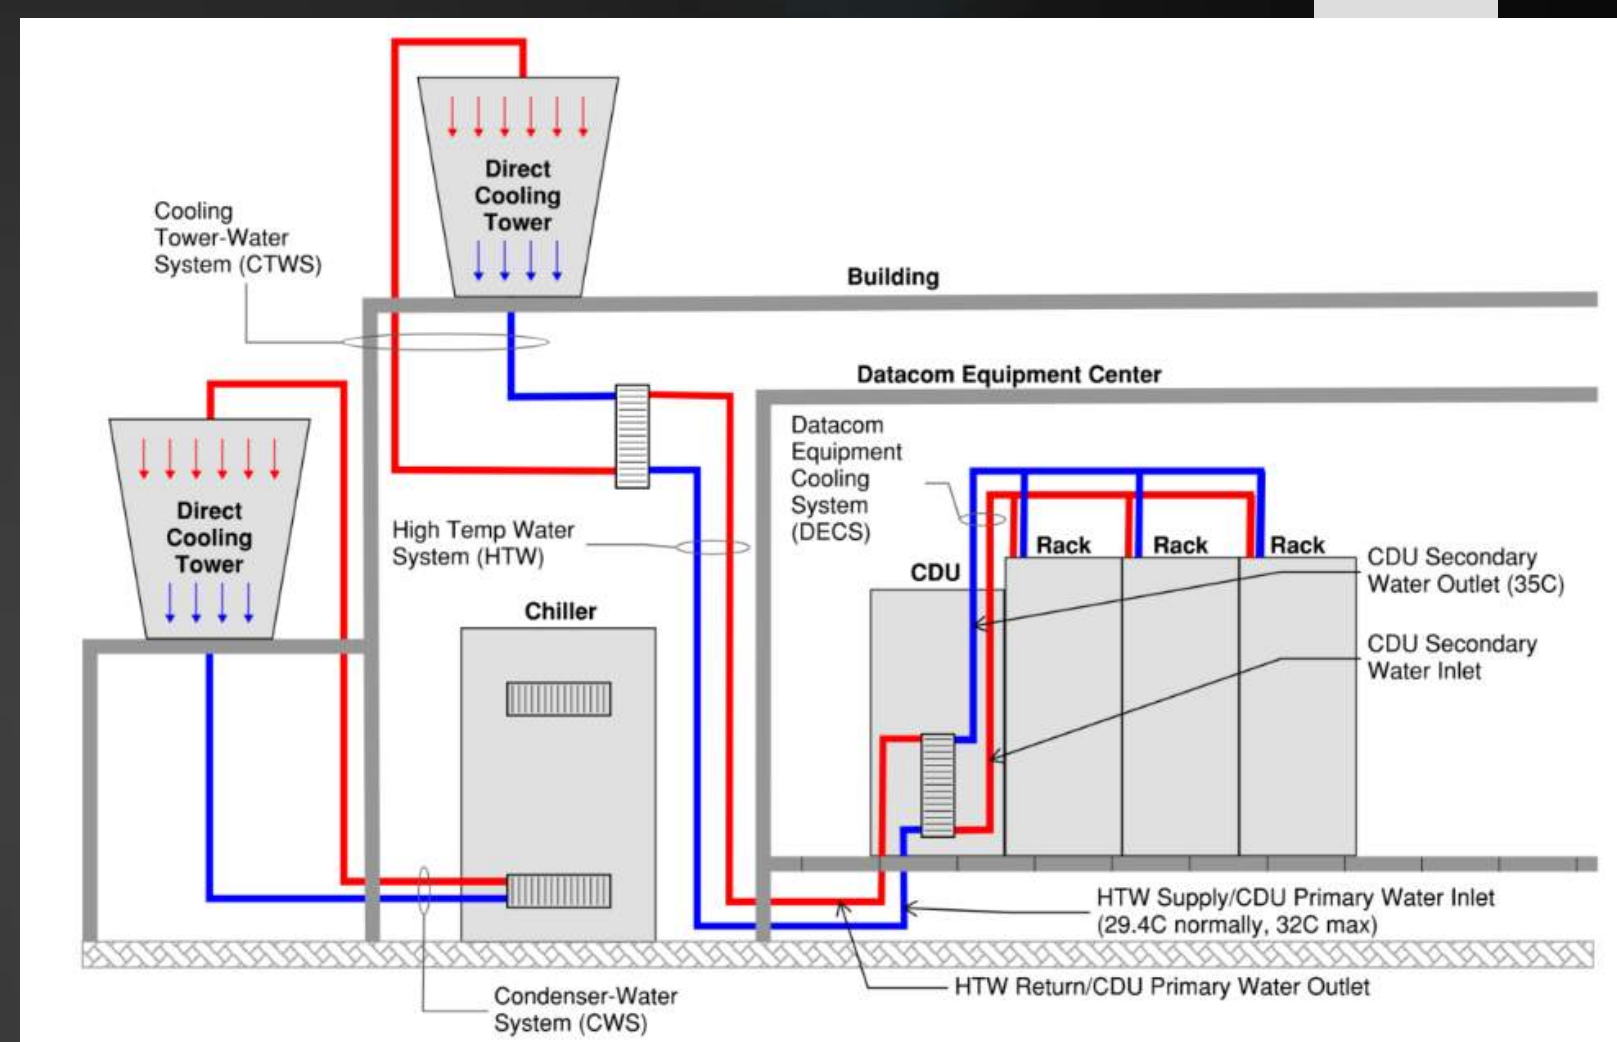 Direct
Cooling
Tower
Cooling
Tower-Water
System (CTWS)
Building
Datacom Equipment Center
Datacom
Equipment
Cooling
System
(DECS)
Direct
Cooling
Tower
High Temp Water
System (HTW)
Rack
Rack
Rack
CDU
CDU Secondary
Water Outlet (35C)
Chiller
CDU Secondary
Water Inlet
HTW Supply/CDU Primary Water Inlet
(29.4C normally, 32C max)
HTW Return/CDU Primary Water Outlet
Condenser-Water
System (CWS)